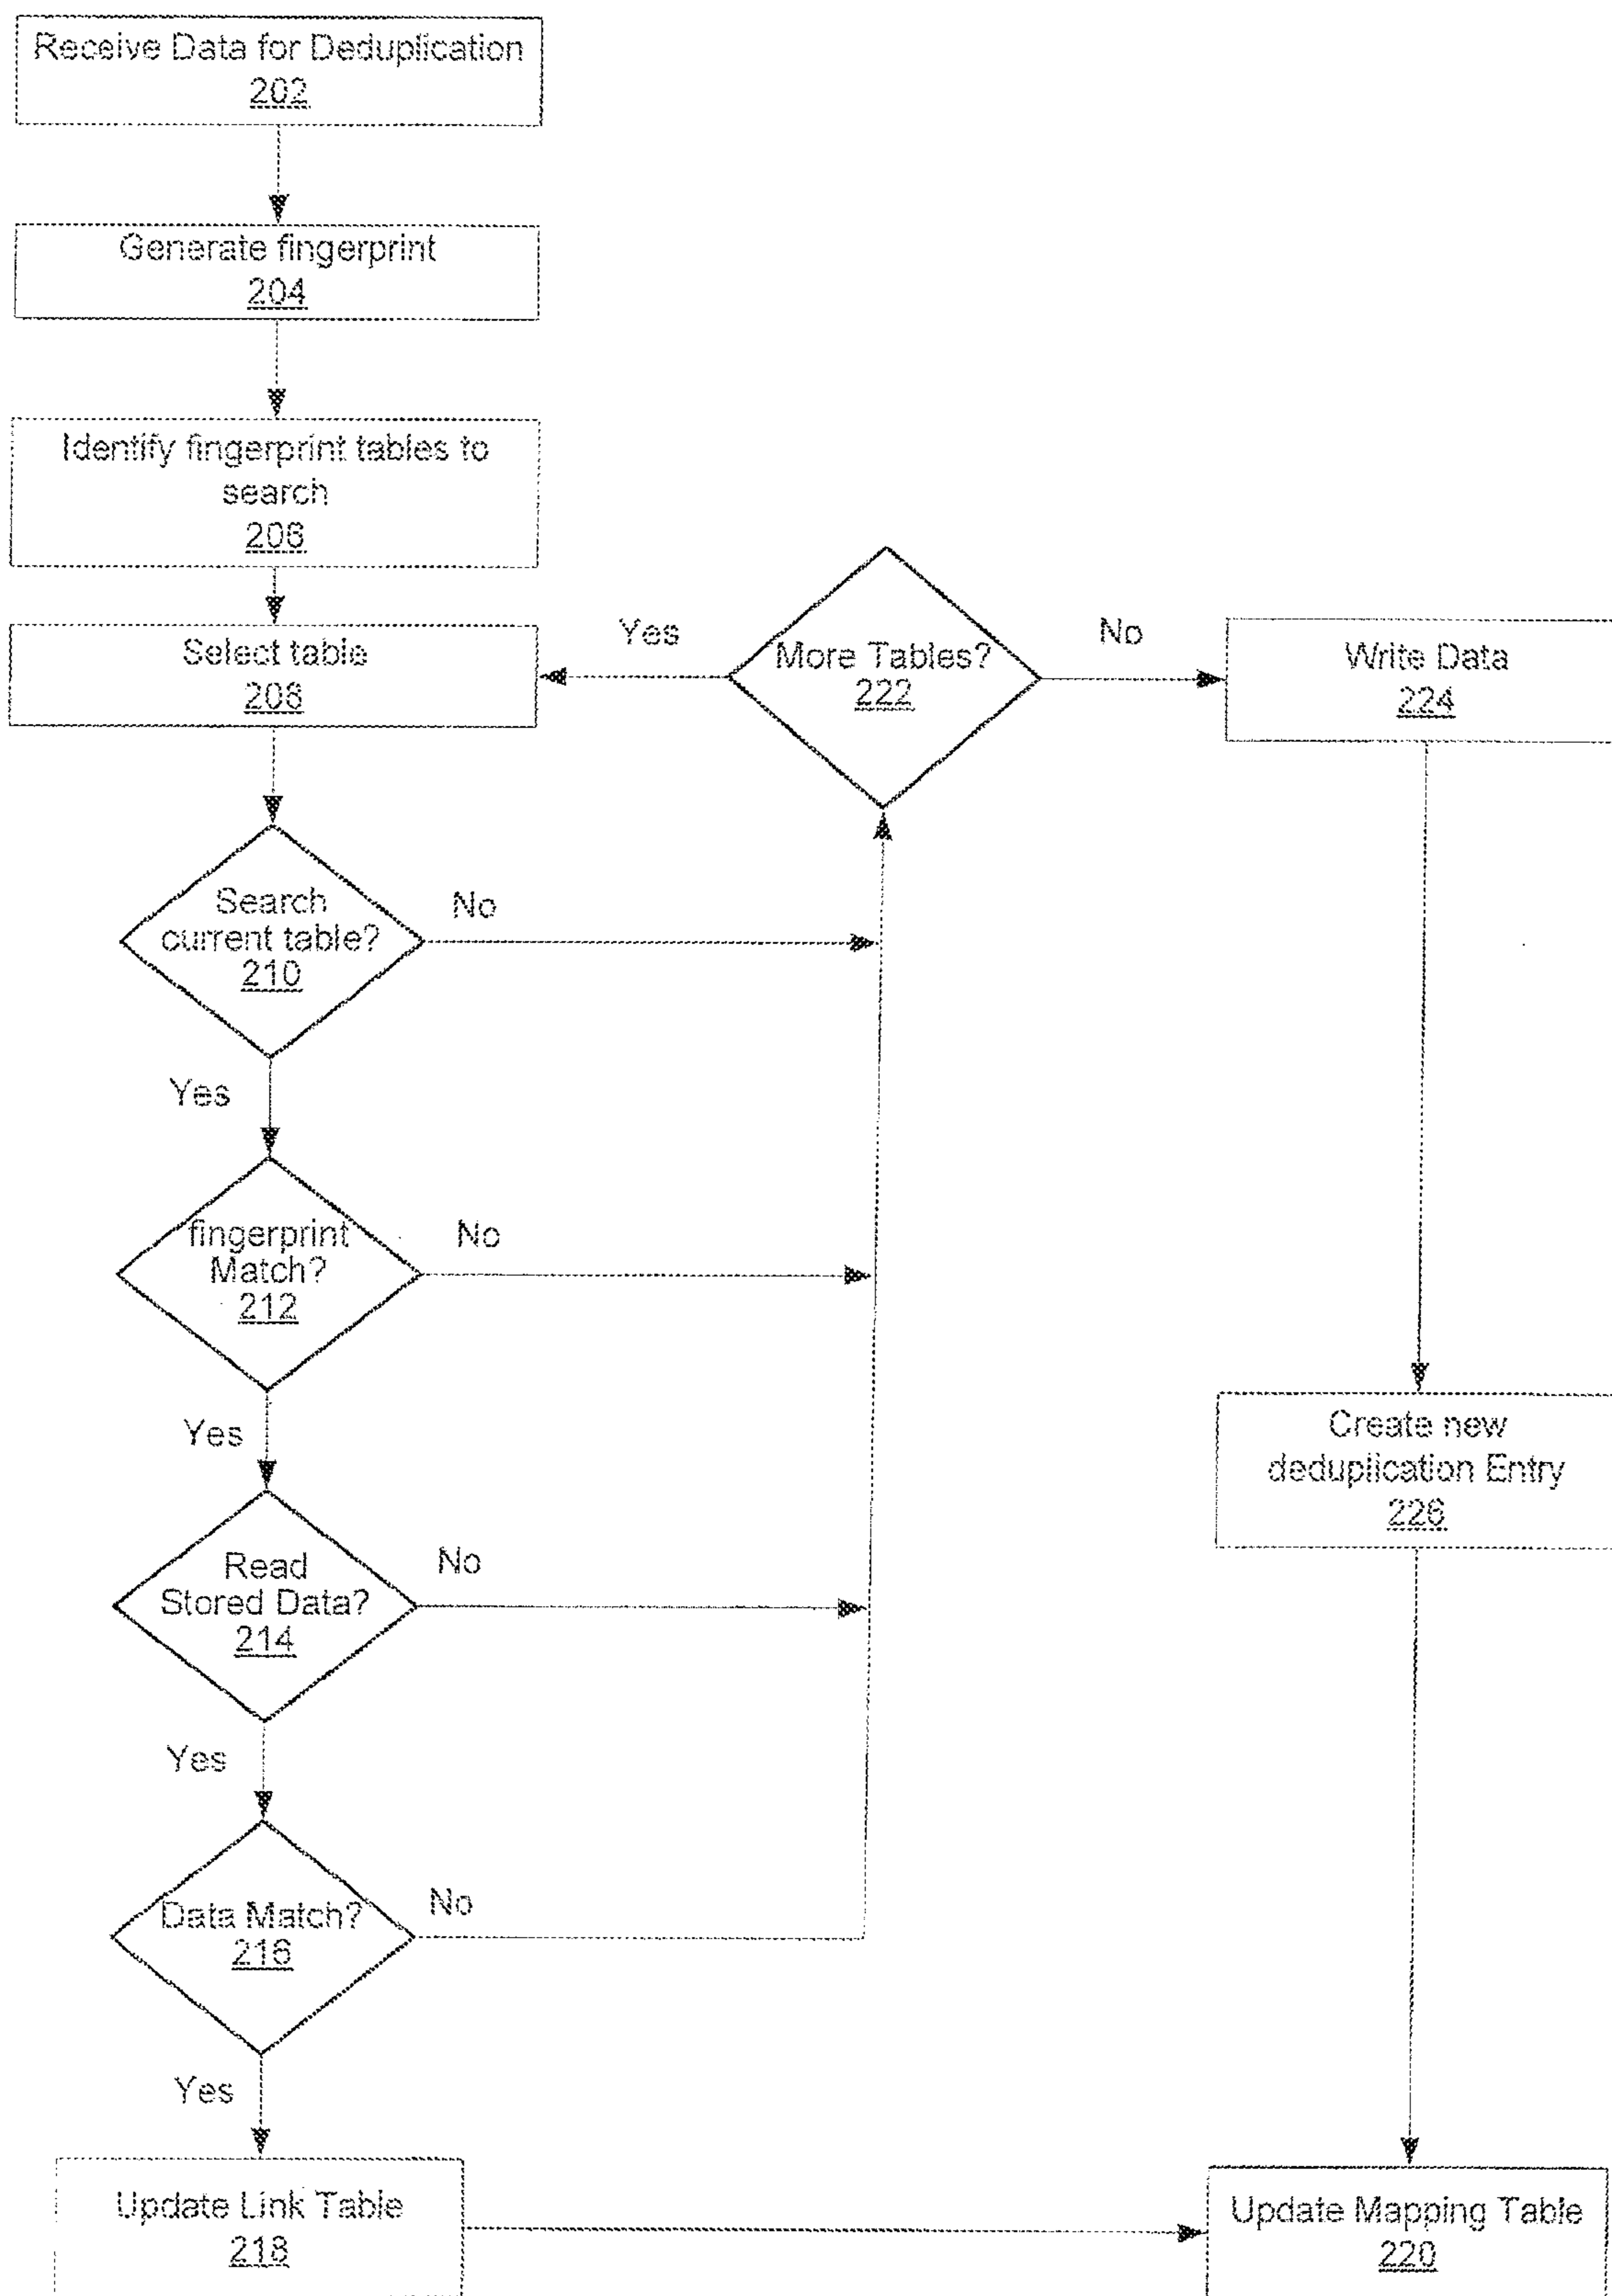 Receive Data for Deduplication
202
Generate fingerprint
204
Identify fingerprint tables to
search
206
Select table
208
Yes
More Tables?
222
No
Write Data
224
Search
current table?
210
No
Yes
fingerprint
Match?
212
No
Yes
Read
Stored Data?
214
No
Yes
Data Match?
216
No
Yes
Create new
deduplication Entry
226
Update Link Table
218
Update Mapping Table
220